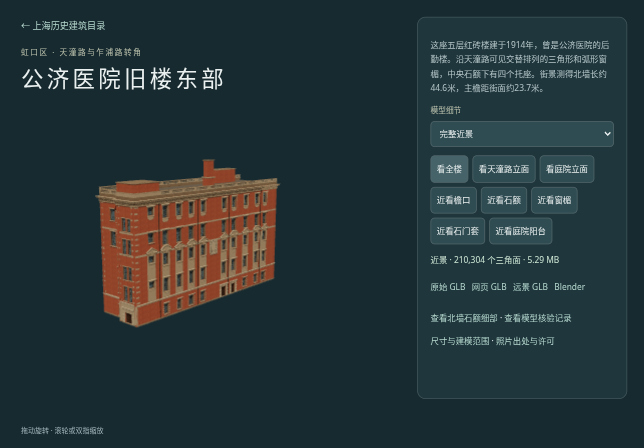 ← 上海历史建筑目录
虹口区 · 天潼路与乍浦路转角
公济医院旧楼东部
拖动旋转 · 滚轮或双指缩放
这座五层红砖楼建于1914年，曾是公济医院的后
勤楼。沿天潼路可见交替排列的三角形和弧形窗
楣，中央石额下有四个托座。街景测得北墙长约
44.6米，主檐距街面约23.7米。
模型细节
完整近景
看全楼
看天潼路立面
看庭院立面
近看檐口
近看石额
近看窗楣
近看石门套
近看庭院阳台
近景 · 210,304 个三角面 · 5.29 MB
原始 GLB 网页 GLB 远景 GLB Blender
查看北墙石额细部 · 查看模型核验记录
尺寸与建模范围 · 照片出处与许可